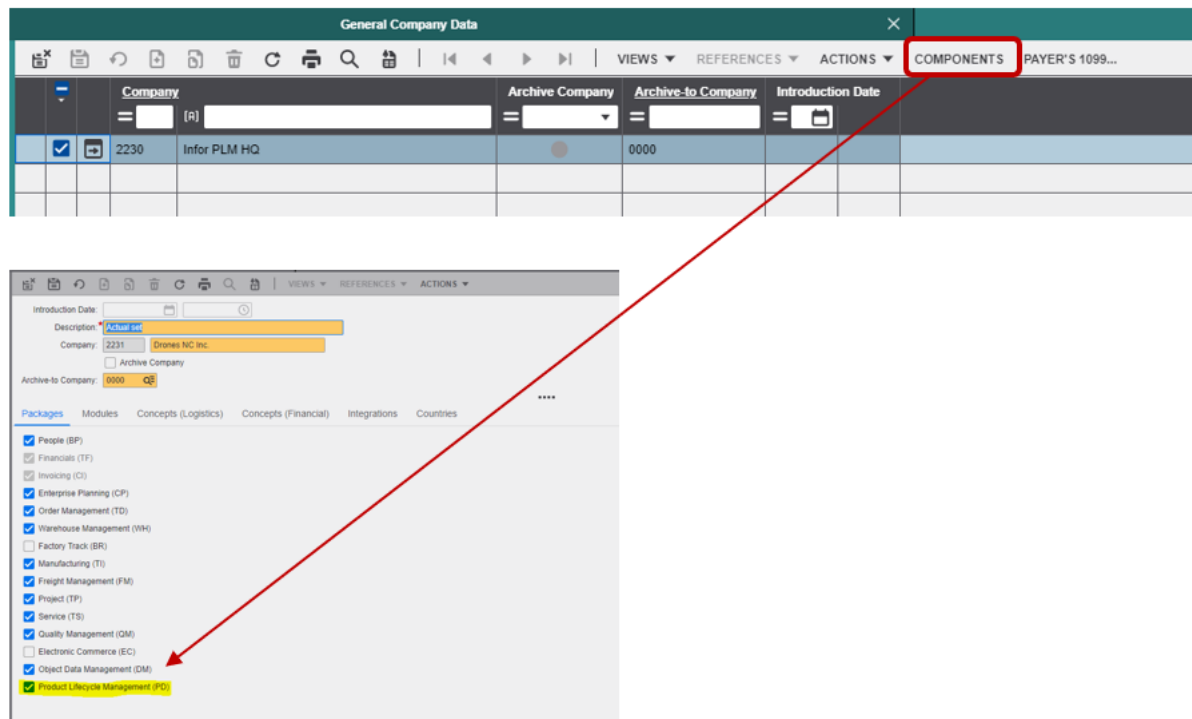 General Company Data
VIEWS REFERENCES ACTIONS COMPONENTS PAYER'S 1099...
Company Archive Company Archive-to Company Introduction Date
= [A] = = =
2230 Infor PLM HQ 0000
VIEWS REFERENCES ACTIONS
Introduction Date:
Description:* Actual set
Company: 2231 Drones NC Inc.
Archive Company
Archive-to Company: 0000
Packages Modules Concepts (Logistics) Concepts (Financial) Integrations Countries
People (BP)
Financials (TF)
Invoicing (CI)
Enterprise Planning (CP)
Order Management (TD)
Warehouse Management (WH)
Factory Track (BR)
Manufacturing (TI)
Freight Management (FM)
Project (TP)
Service (TS)
Quality Management (QM)
Electronic Commerce (EC)
Object Data Management (DM)
Product Lifecycle Management (PD)